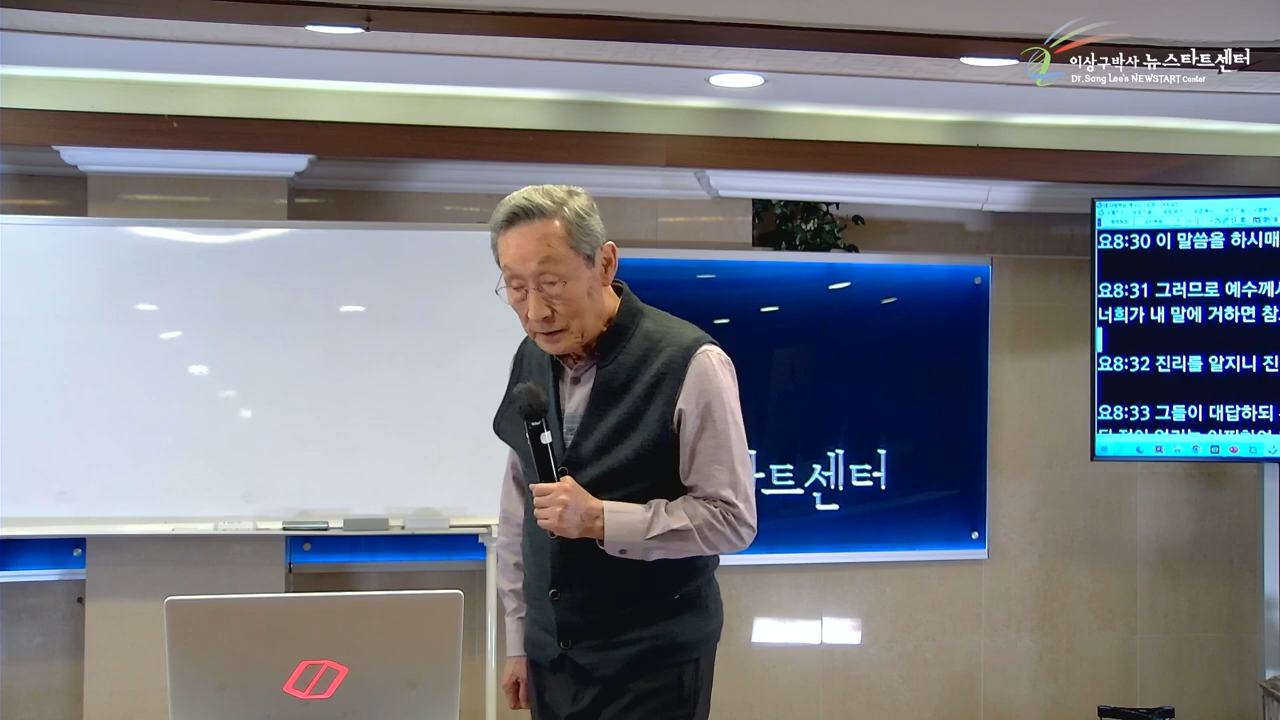 이상구박사 뉴스타트센터
Dr. Sang Lee's NEWSTART Center
요8:30 이 말씀을 하시매
요8:31 그러므로 예수께서
너희가 내 말에 거하면 참
요8:32 진리를 알지니 진
요8:33 그들이 대답하되
타트센터